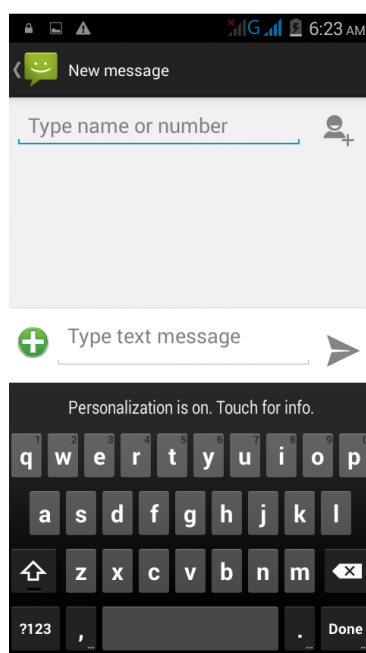 G 6:23 AM
New message
Type name or number
Type text message
Personalization is on. Touch for info.
1 2 3 4 5 6 7 8 9 0
q w e r t y u i o p
a s d f g h j k l
z x c v b n m
?123 , ... . ... Done ...